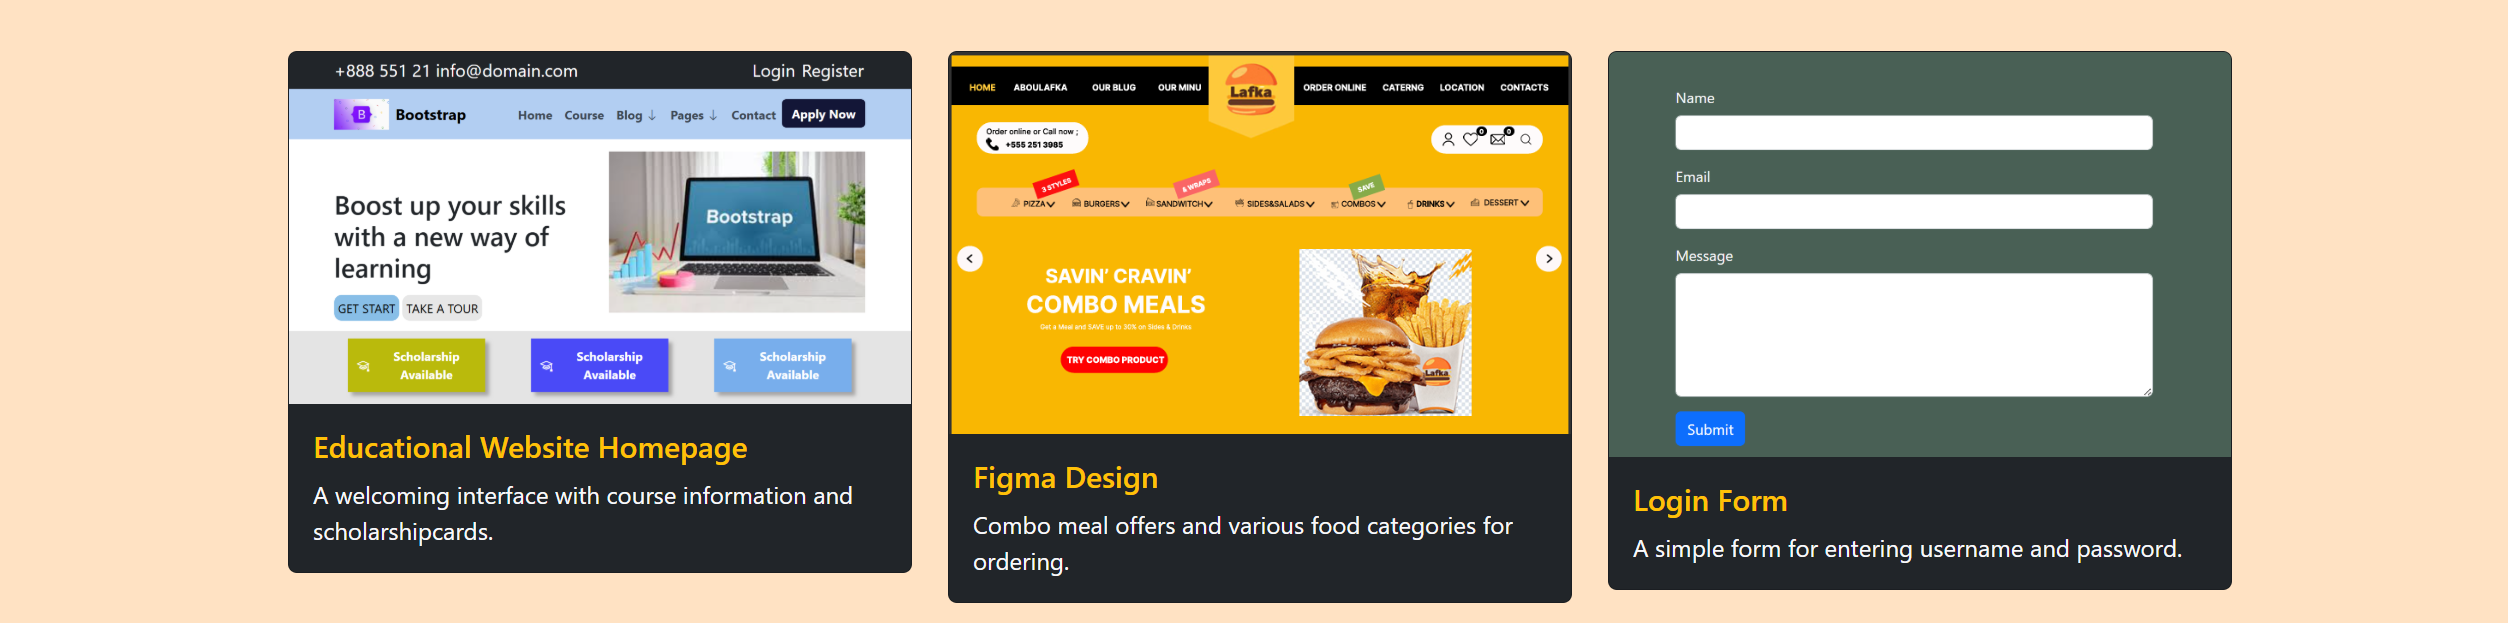 +888 551 21 info@domain.com
Login Register
B
Bootstrap
Home Course Blog ↓ Pages ↓ Contact Apply Now
Boost up your skills
with a new way of
learning
Bootstrap
GET START TAKE A TOUR
Scholarship
Available
Scholarship
Available
Scholarship
Available
Educational Website Homepage
A welcoming interface with course information and
scholarshipcards.
HOME ABOULAFKA OUR BLUG OUR MINU
Lafka
ORDER ONLINE CATERNG LOCATION CONTACTS
Order online or Call now ;
+555 251 3985
0 0
3 STYLES
& WRAPS
SAVE
PIZZA BURGERS SANDWITCH SIDES&SALADS COMBOS DRINKS DESSERT
SAVIN' CRAVIN'
COMBO MEALS
Get a Meal and SAVE up to 30% on Sides & Drinks
TRY COMBO PRODUCT
Lafka
Figma Design
Combo meal offers and various food categories for
ordering.
Name
Email
Message
Submit
Login Form
A simple form for entering username and password.